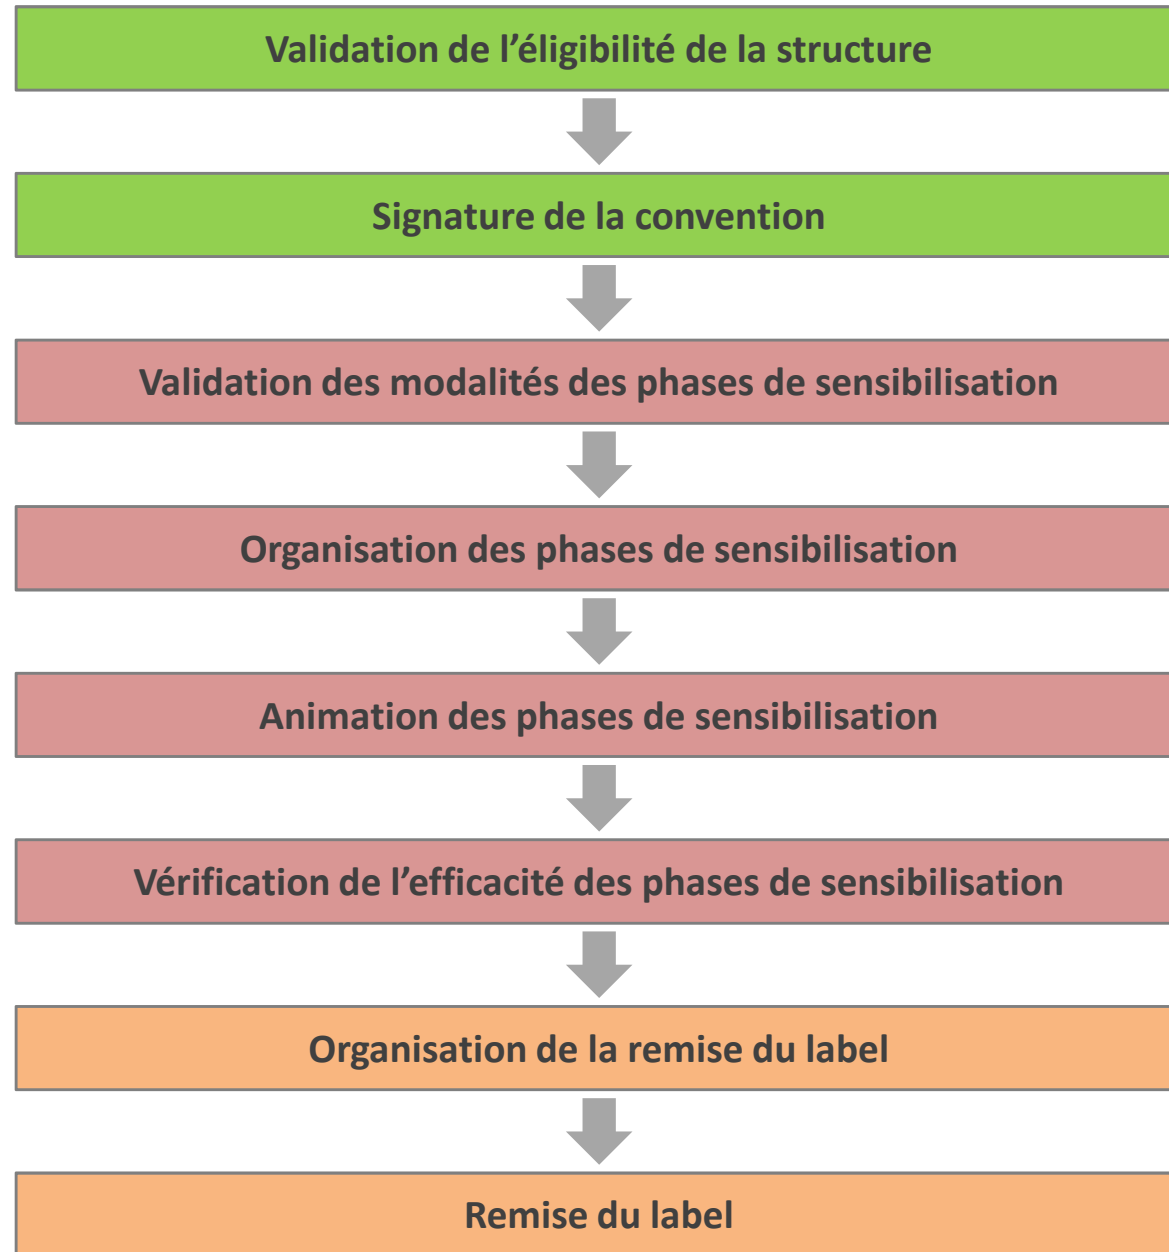 Validation de l’éligibilité de la structure
Signature de la convention
Validation des modalités des phases de sensibilisation
Organisation des phases de sensibilisation
Animation des phases de sensibilisation
Vérification de l’efficacité des phases de sensibilisation
Organisation de la remise du label
Remise du label